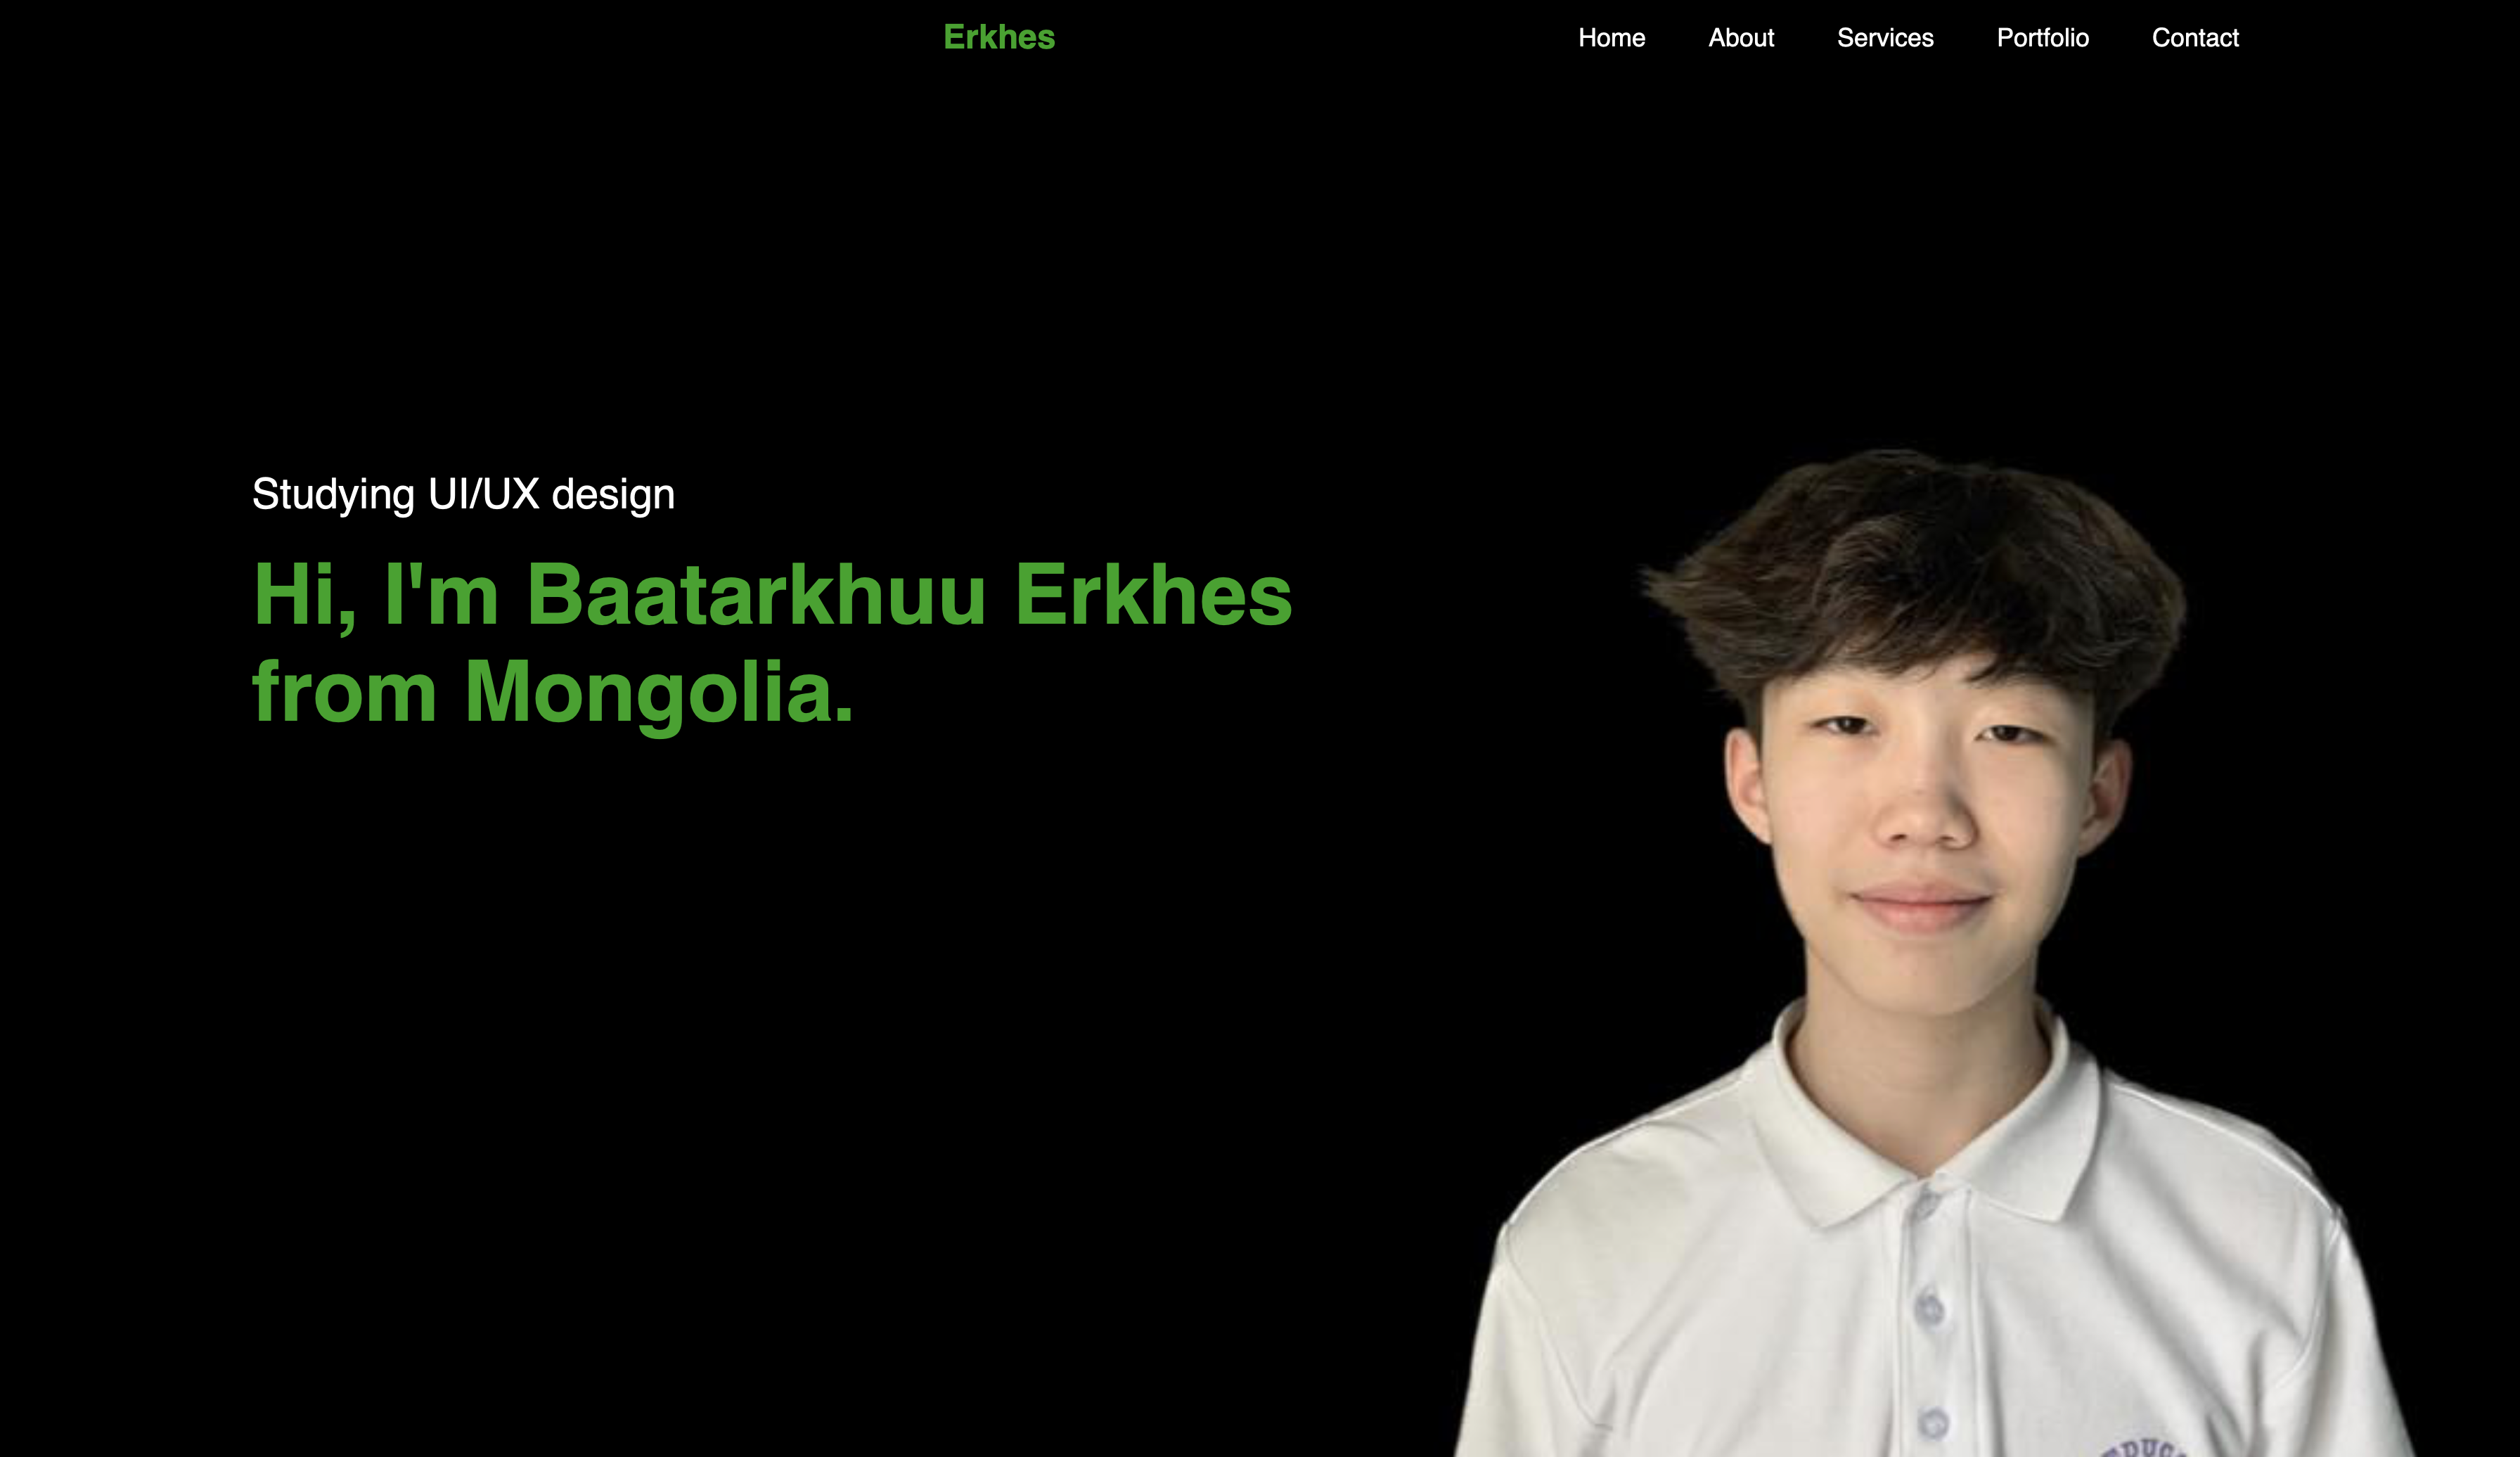 Erkhes
Home About Services Portfolio Contact
Studying UI/UX design
Hi, I'm Baatarkhuu Erkhes
from Mongolia.